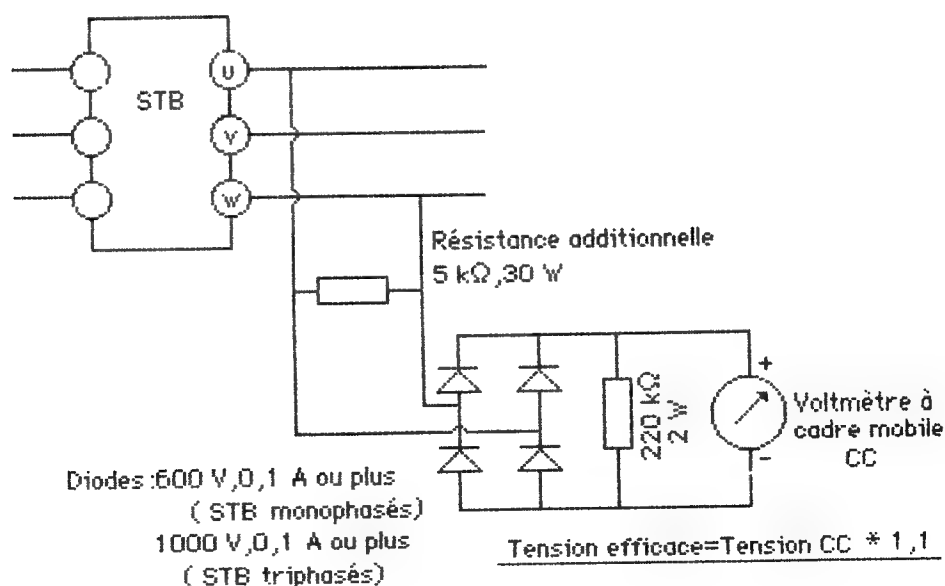 STB
U
V
W
Résistance additionnelle
5 kΩ,30 W
220 kΩ
2 W
+
Voltmètre à
cadre mobile
CC
-
Diodes :600 V,0,1 A ou plus
( STB monophasés)
1000 V,0,1 A ou plus
( STB triphasés)
Tension efficace=Tension CC * 1,1